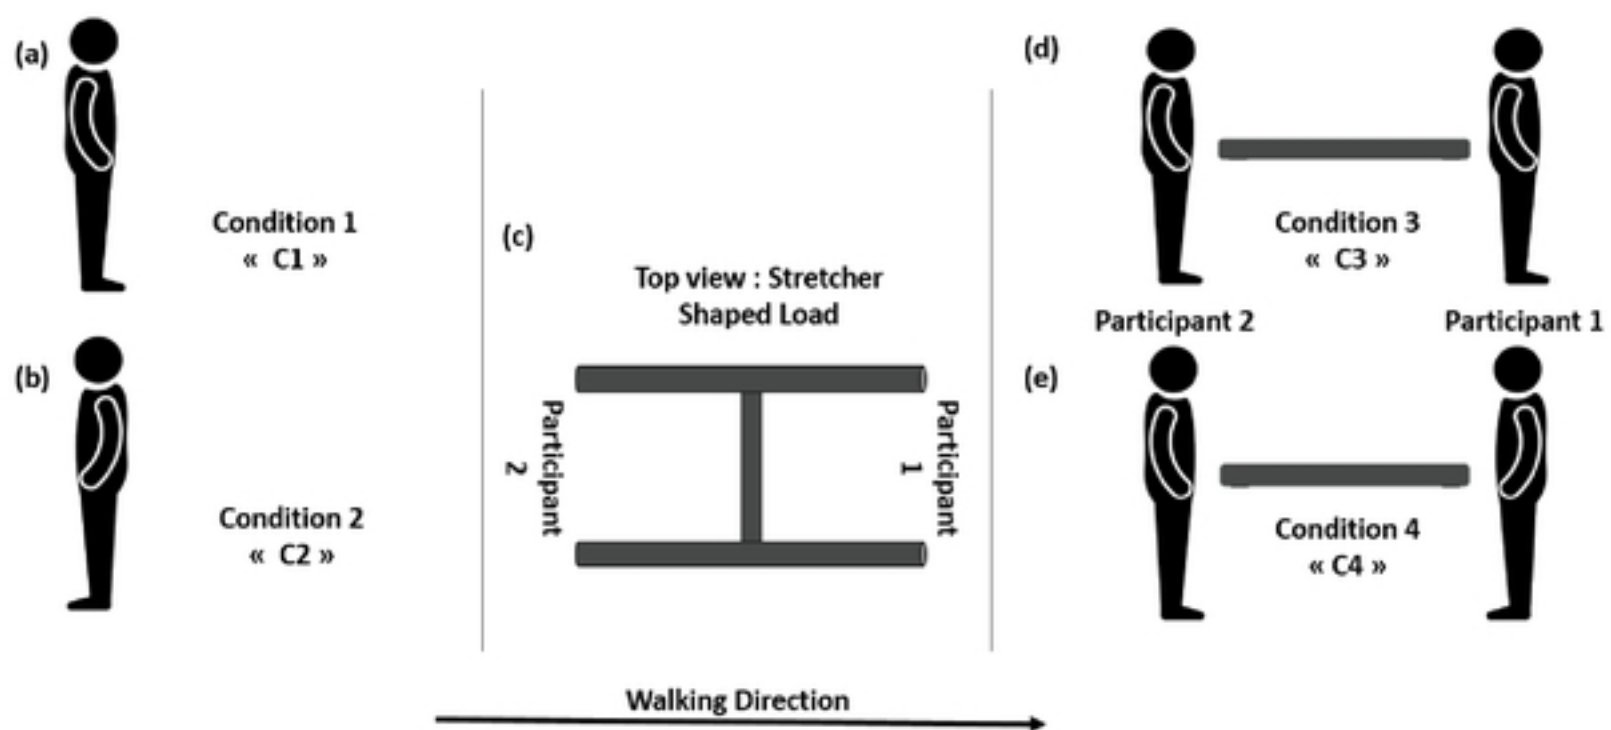 (a)
Condition 1
« C1 »
(b)
Condition 2
« C2 »
(c)
Top view : Stretcher
Shaped Load
Participant
2
Participant
1
(d)
Condition 3
« C3 »
Participant 2
Participant 1
(e)
Condition 4
« C4 »
Walking Direction